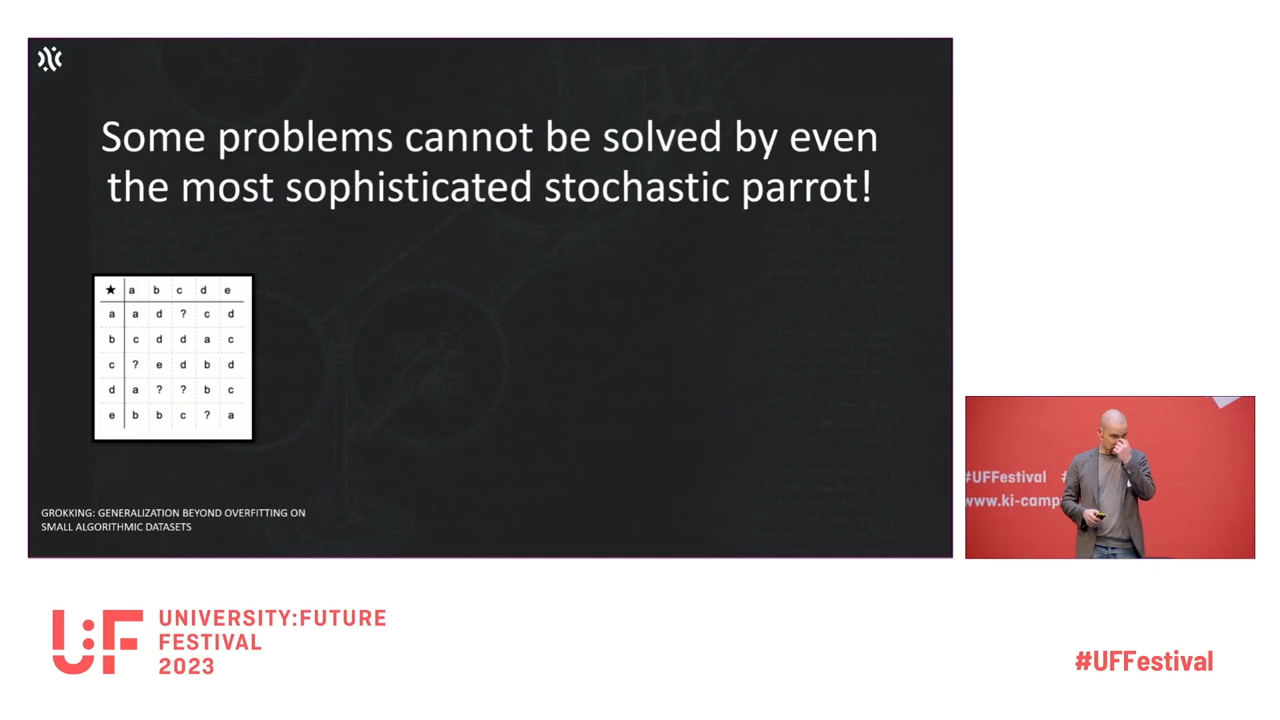 Some problems cannot be solved by even
the most sophisticated stochastic parrot!
★ a b c d e
a a d ? c d
b c d d a c
c ? e d b d
d a ? ? b c
e b b c ? a
GROKKING: GENERALIZATION BEYOND OVERFITTING ON
SMALL ALGORITHMIC DATASETS
#UFFestival #
www.ki-camp
U:F
UNIVERSITY:FUTURE
FESTIVAL
2023
#UFFestival